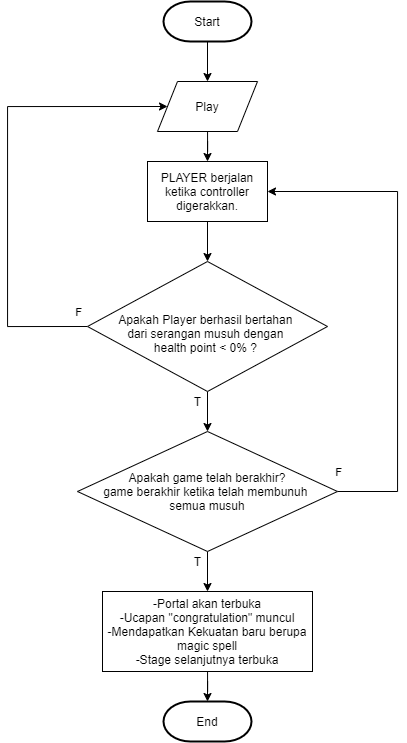 Start
Play
PLAYER berjalan
ketika controller
digerakkan.
F
Apakah Player berhasil bertahan
dari serangan musuh dengan
health point < 0% ?
T
Apakah game telah berakhir?
game berakhir ketika telah membunuh
semua musuh
F
T
-Portal akan terbuka
-Ucapan "congratulation" muncul
-Mendapatkan Kekuatan baru berupa
magic spell
-Stage selanjutnya terbuka
End